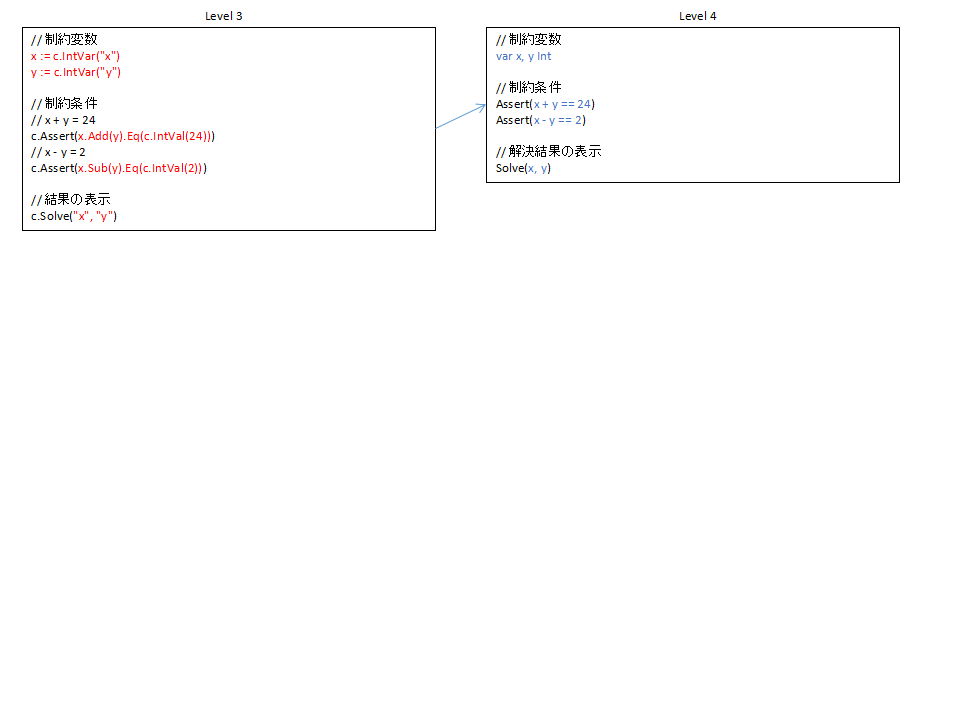 Level 3
// 制約変数
x := c.IntVar("x")
y := c.IntVar("y")
// 制約条件
// x + y = 24
c.Assert(x.Add(y).Eq(c.IntVal(24)))
// x - y = 2
c.Assert(x.Sub(y).Eq(c.IntVal(2)))
// 結果の表示
c.Solve("x", "y")
Level 4
// 制約変数
var x, y Int
// 制約条件
Assert(x + y == 24)
Assert(x - y == 2)
// 解決結果の表示
Solve(x, y)